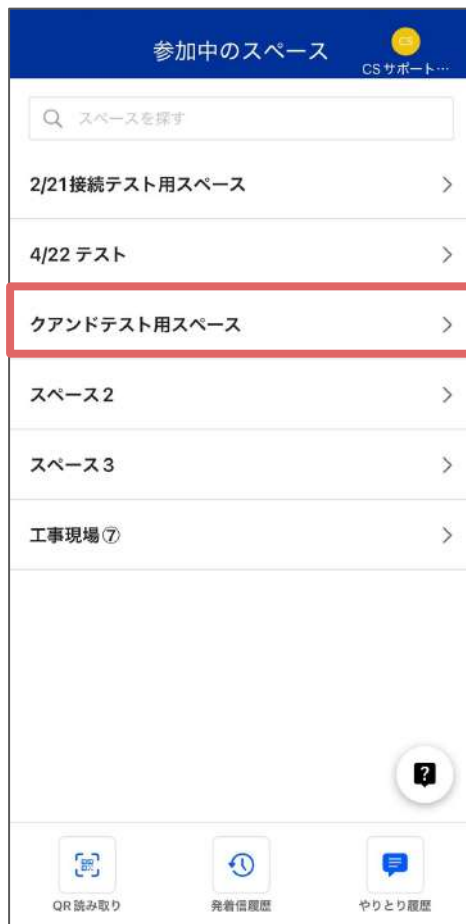 参加中のスペース
CS
CSサポート…
スペースを探す
2/21接続テスト用スペース
4/22 テスト
クアンドテスト用スペース
スペース2
スペース3
工事現場⑦
?
QR読み取り
発着信履歴
やりとり履歴